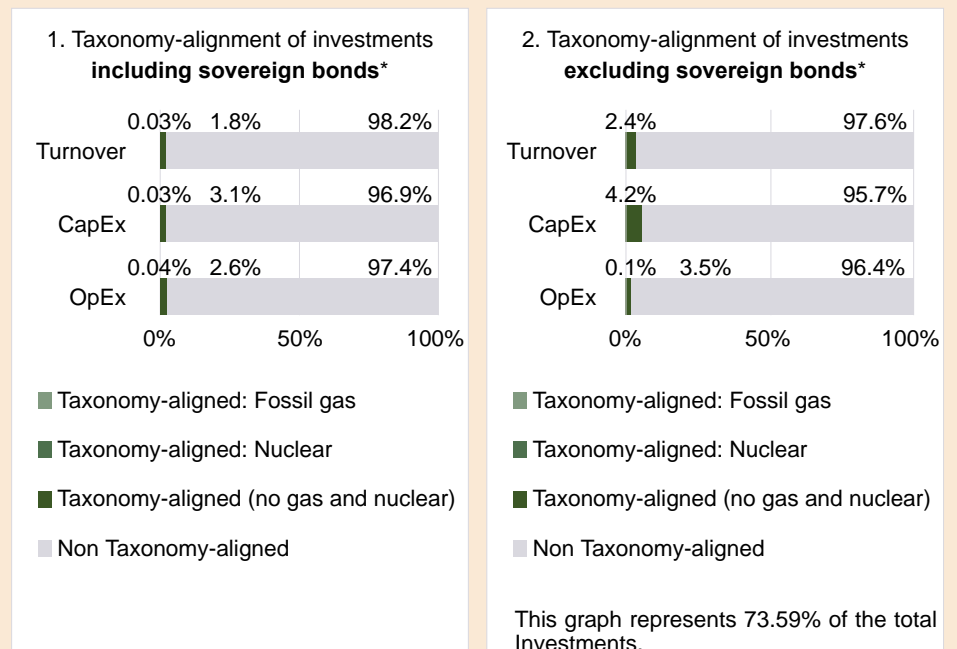 1. Taxonomy-alignment of investments
including sovereign bonds*
0.03% 1.8% 98.2%
Turnover
0.03% 3.1% 96.9%
CapEx
0.04% 2.6% 97.4%
OpEx
0% 50% 100%
Taxonomy-aligned: Fossil gas
Taxonomy-aligned: Nuclear
Taxonomy-aligned (no gas and nuclear)
Non Taxonomy-aligned
2. Taxonomy-alignment of investments
excluding sovereign bonds*
2.4% 97.6%
Turnover
4.2% 95.7%
CapEx
0.1% 3.5% 96.4%
OpEx
0% 50% 100%
Taxonomy-aligned: Fossil gas
Taxonomy-aligned: Nuclear
Taxonomy-aligned (no gas and nuclear)
Non Taxonomy-aligned
This graph represents 73.59% of the total
Investments.